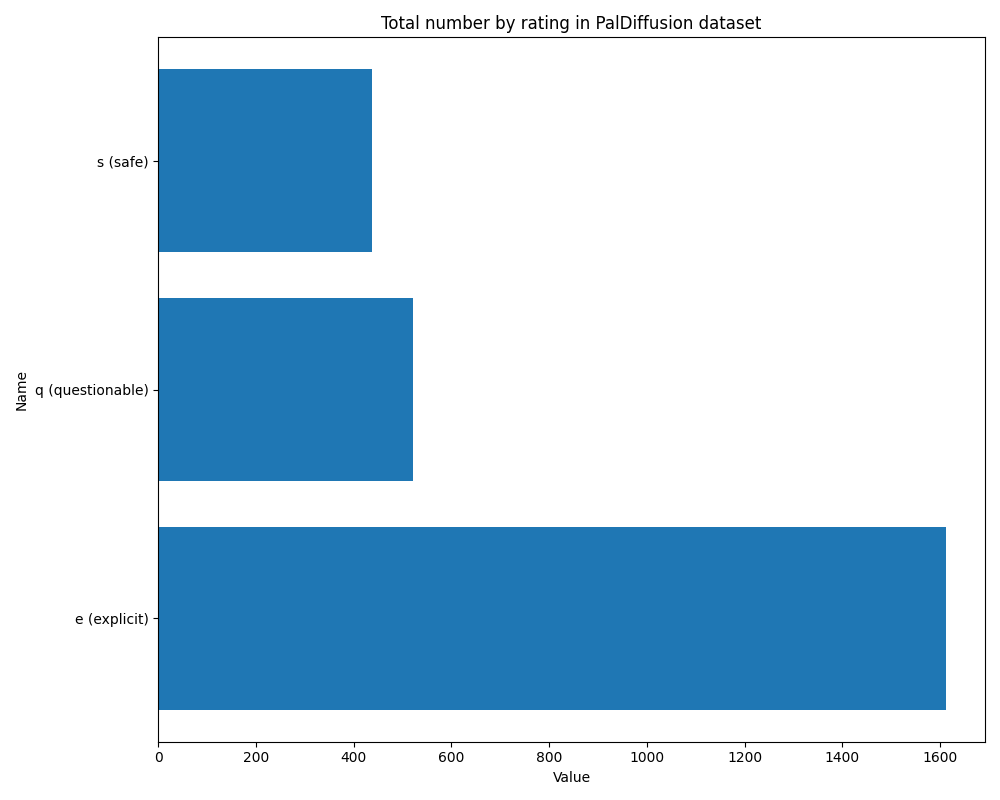 Total number by rating in PalDiffusion dataset
s (safe)
q (questionable)
e (explicit)
Name
0 200 400 600 800 1000 1200 1400 1600
Value